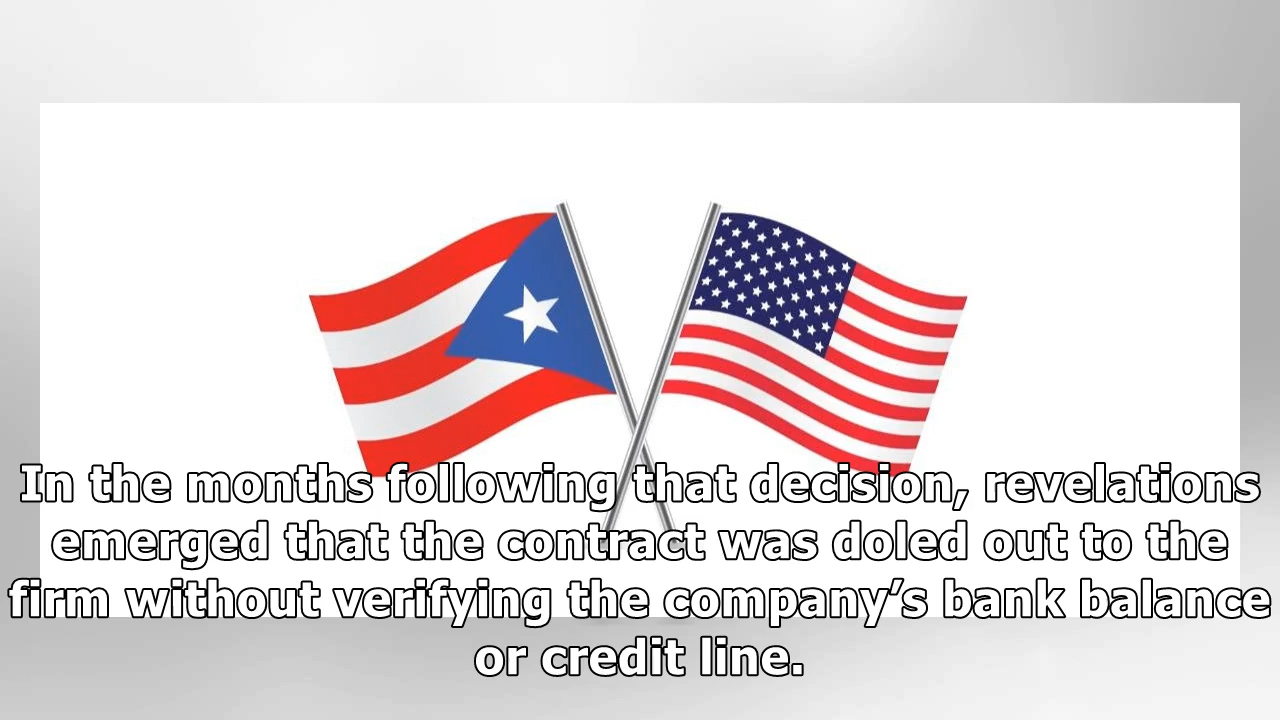 In the months following that decision, revelations
emerged that the contract was doled out to the
firm without verifying the company’s bank balance
or credit line.